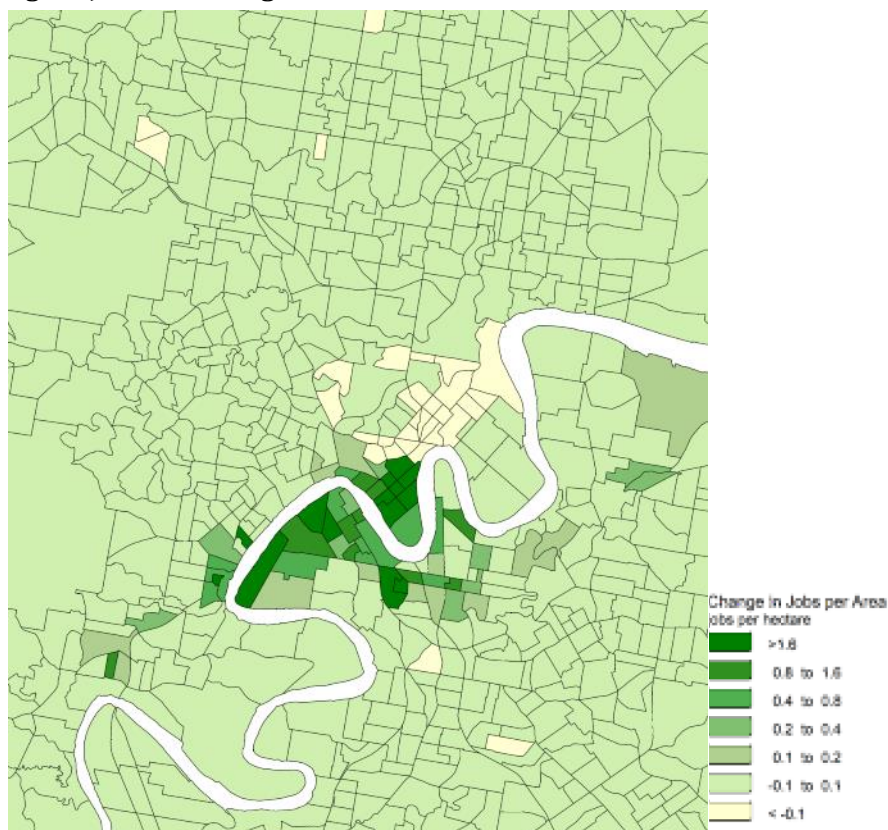 Change in Jobs per Area
jobs per hectare
>1.6
0.8 to 1.6
0.4 to 0.8
0.2 to 0.4
0.1 to 0.2
-0.1 to 0.1
< -0.1